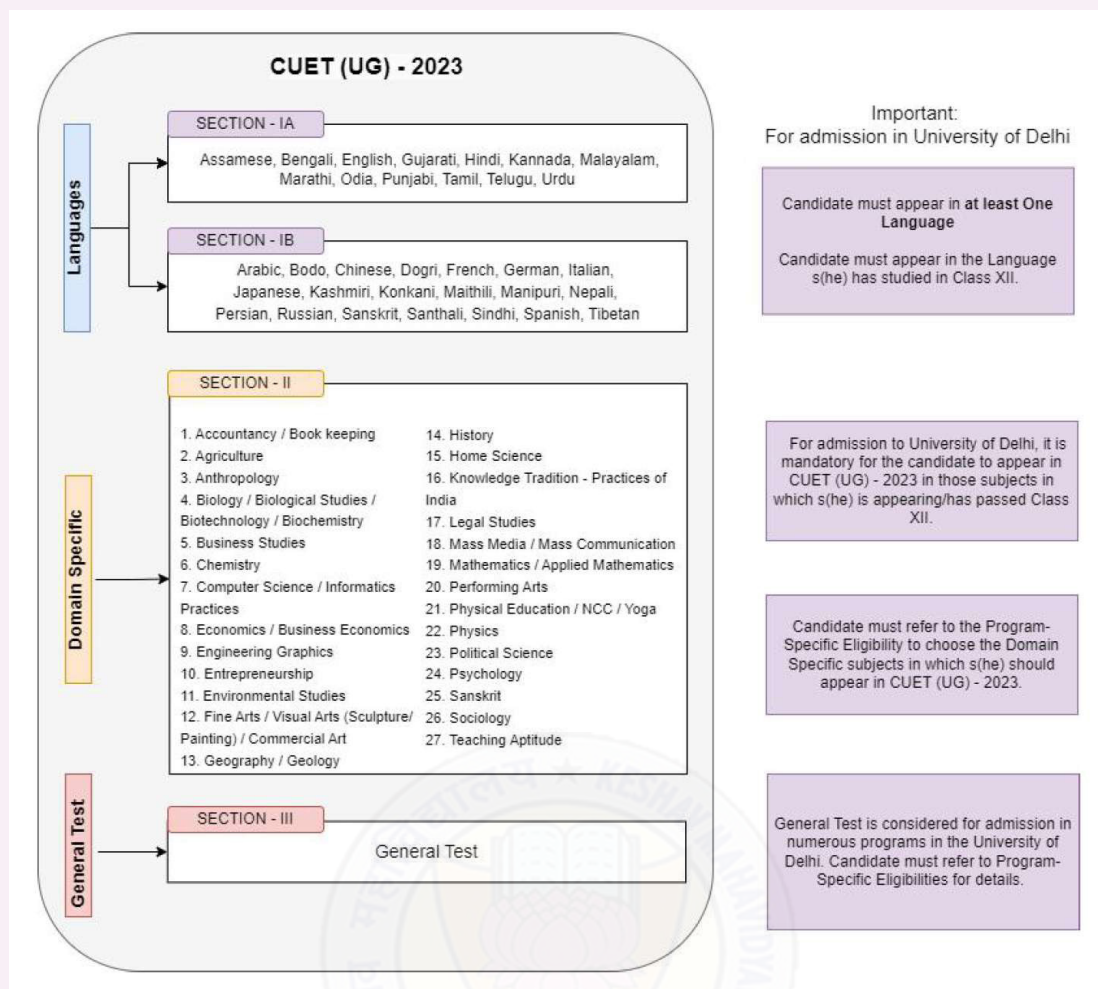 CUET (UG) - 2023
Languages
SECTION - IA
Assamese, Bengali, English, Gujarati, Hindi, Kannada, Malayalam,
Marathi, Odia, Punjabi, Tamil, Telugu, Urdu
SECTION - IB
Arabic, Bodo, Chinese, Dogri, French, German, Italian,
Japanese, Kashmiri, Konkani, Maithili, Manipuri, Nepali,
Persian, Russian, Sanskrit, Santhali, Sindhi, Spanish, Tibetan
Important:
For admission in University of Delhi
Candidate must appear in at least One
Language
Candidate must appear in the Language
s(he) has studied in Class XII.
Domain Specific
SECTION - II
1. Accountancy / Book keeping
2. Agriculture
3. Anthropology
4. Biology / Biological Studies /
Biotechnology / Biochemistry
5. Business Studies
6. Chemistry
7. Computer Science / Informatics
Practices
8. Economics / Business Economics
9. Engineering Graphics
10. Entrepreneurship
11. Environmental Studies
12. Fine Arts / Visual Arts (Sculpture/
Painting) / Commercial Art
13. Geography / Geology
14. History
15. Home Science
16. Knowledge Tradition - Practices of
India
17. Legal Studies
18. Mass Media / Mass Communication
19. Mathematics / Applied Mathematics
20. Performing Arts
21. Physical Education / NCC / Yoga
22. Physics
23. Political Science
24. Psychology
25. Sanskrit
26. Sociology
27. Teaching Aptitude
For admission to University of Delhi, it is
mandatory for the candidate to appear in
CUET (UG) - 2023 in those subjects in
which s(he) is appearing/has passed Class
XII.
Candidate must refer to the Program-
Specific Eligibility to choose the Domain
Specific subjects in which s(he) should
appear in CUET (UG) - 2023.
General Test
SECTION - III
General Test
General Test is considered for admission in
numerous programs in the University of
Delhi. Candidate must refer to Program-
Specific Eligibilities for details.